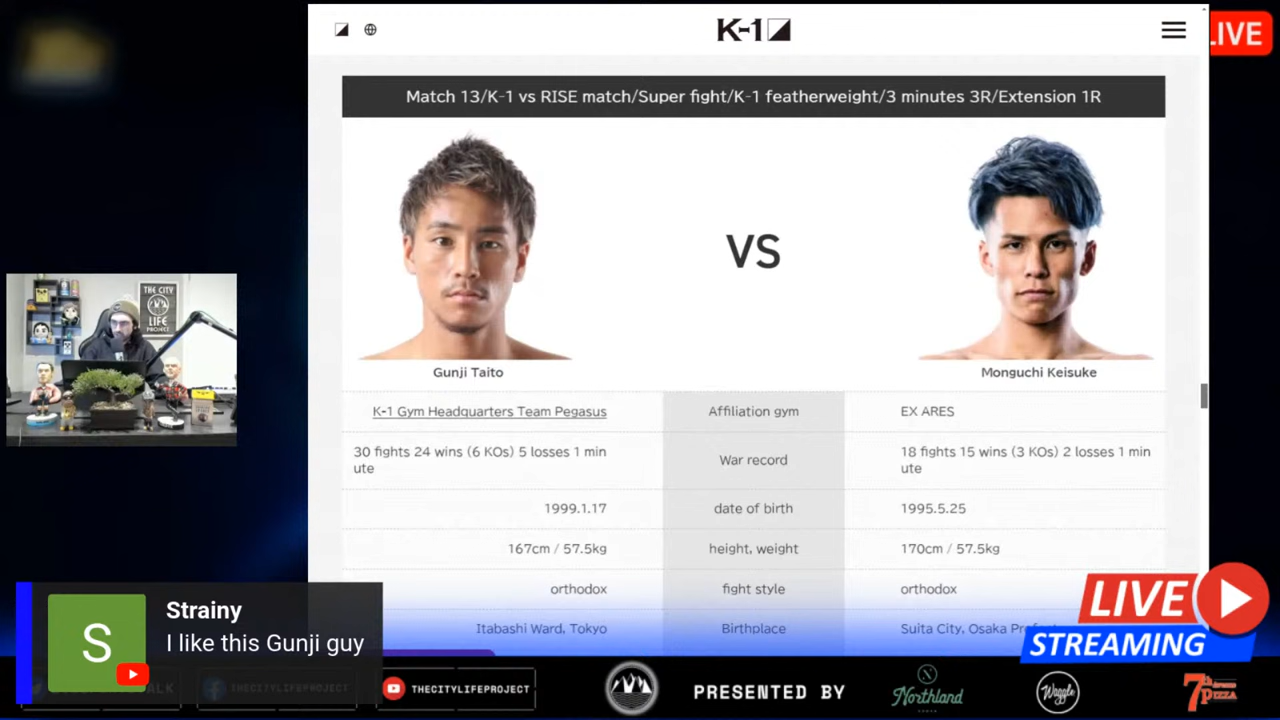 K-1
LIVE
Match 13/K-1 vs RISE match/Super fight/K-1 featherweight/3 minutes 3R/Extension 1R
VS
Gunji Taito
Monguchi Keisuke
K-1 Gym Headquarters Team Pegasus
Affiliation gym
EX ARES
30 fights 24 wins (6 KOs) 5 losses 1 min
ute
War record
18 fights 15 wins (3 KOs) 2 losses 1 min
ute
1999.1.17
date of birth
1995.5.25
167cm / 57.5kg
height, weight
170cm / 57.5kg
orthodox
fight style
orthodox
Itabashi Ward, Tokyo
Birthplace
Suita City, Osaka Prefe
THE CITY
LIFE
PROJECT
S
Strainy
I like this Gunji guy
LIVE
STREAMING
THECITYLIFEPROJECT
THECITYLIFEPROJECT
PRESENTED BY
Northland
Waggle
7th
PIZZA